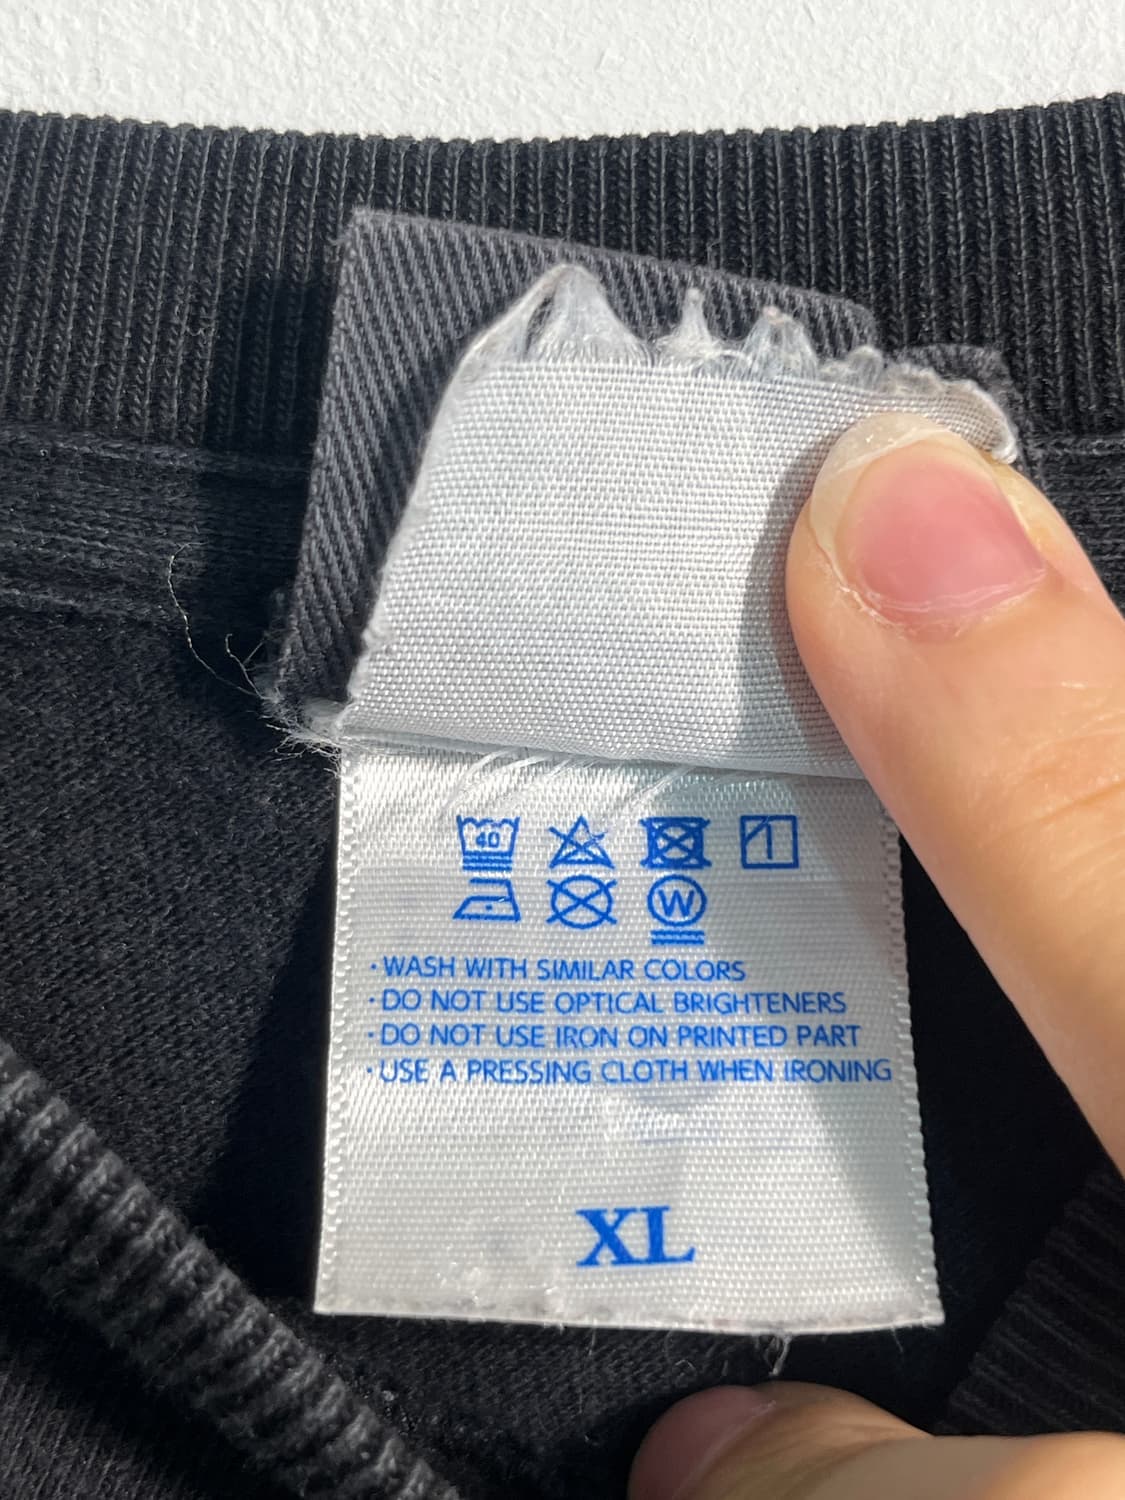 40
W
· WASH WITH SIMILAR COLORS
· DO NOT USE OPTICAL BRIGHTENERS
· DO NOT USE IRON ON PRINTED PART
· USE A PRESSING CLOTH WHEN IRONING
XL